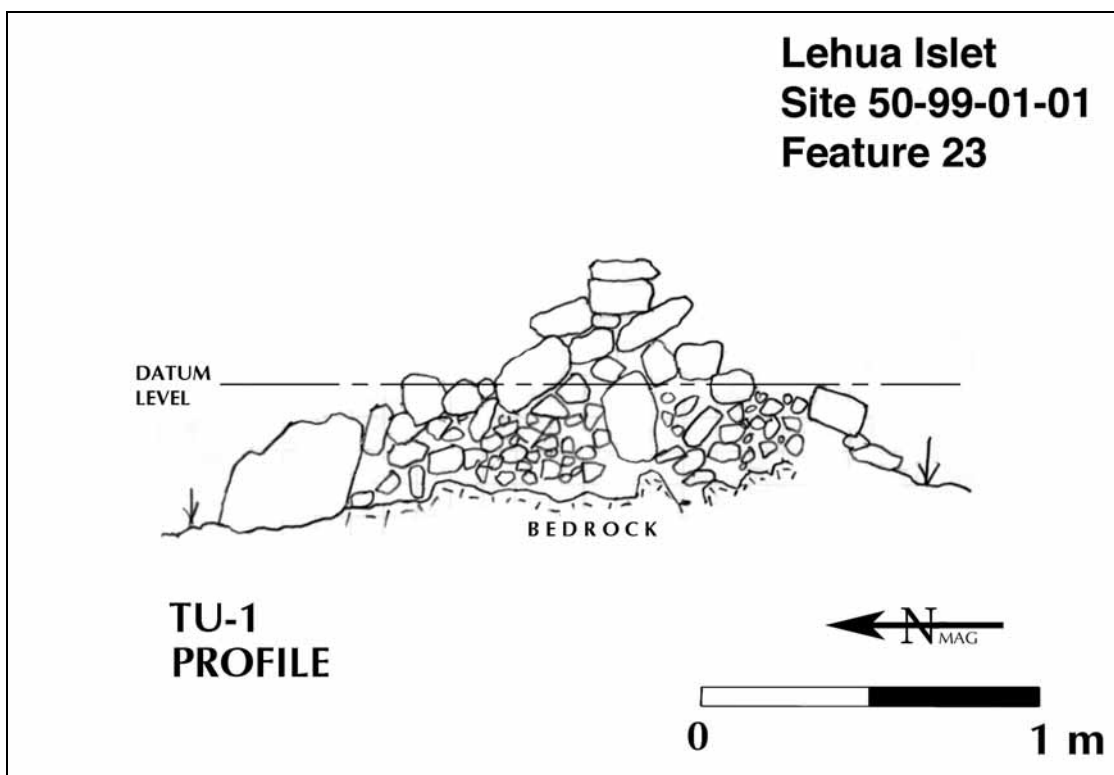 Lehua Islet
Site 50-99-01-01
Feature 23
DATUM
LEVEL
BEDROCK
TU-1
PROFILE
N MAG
0 1 m